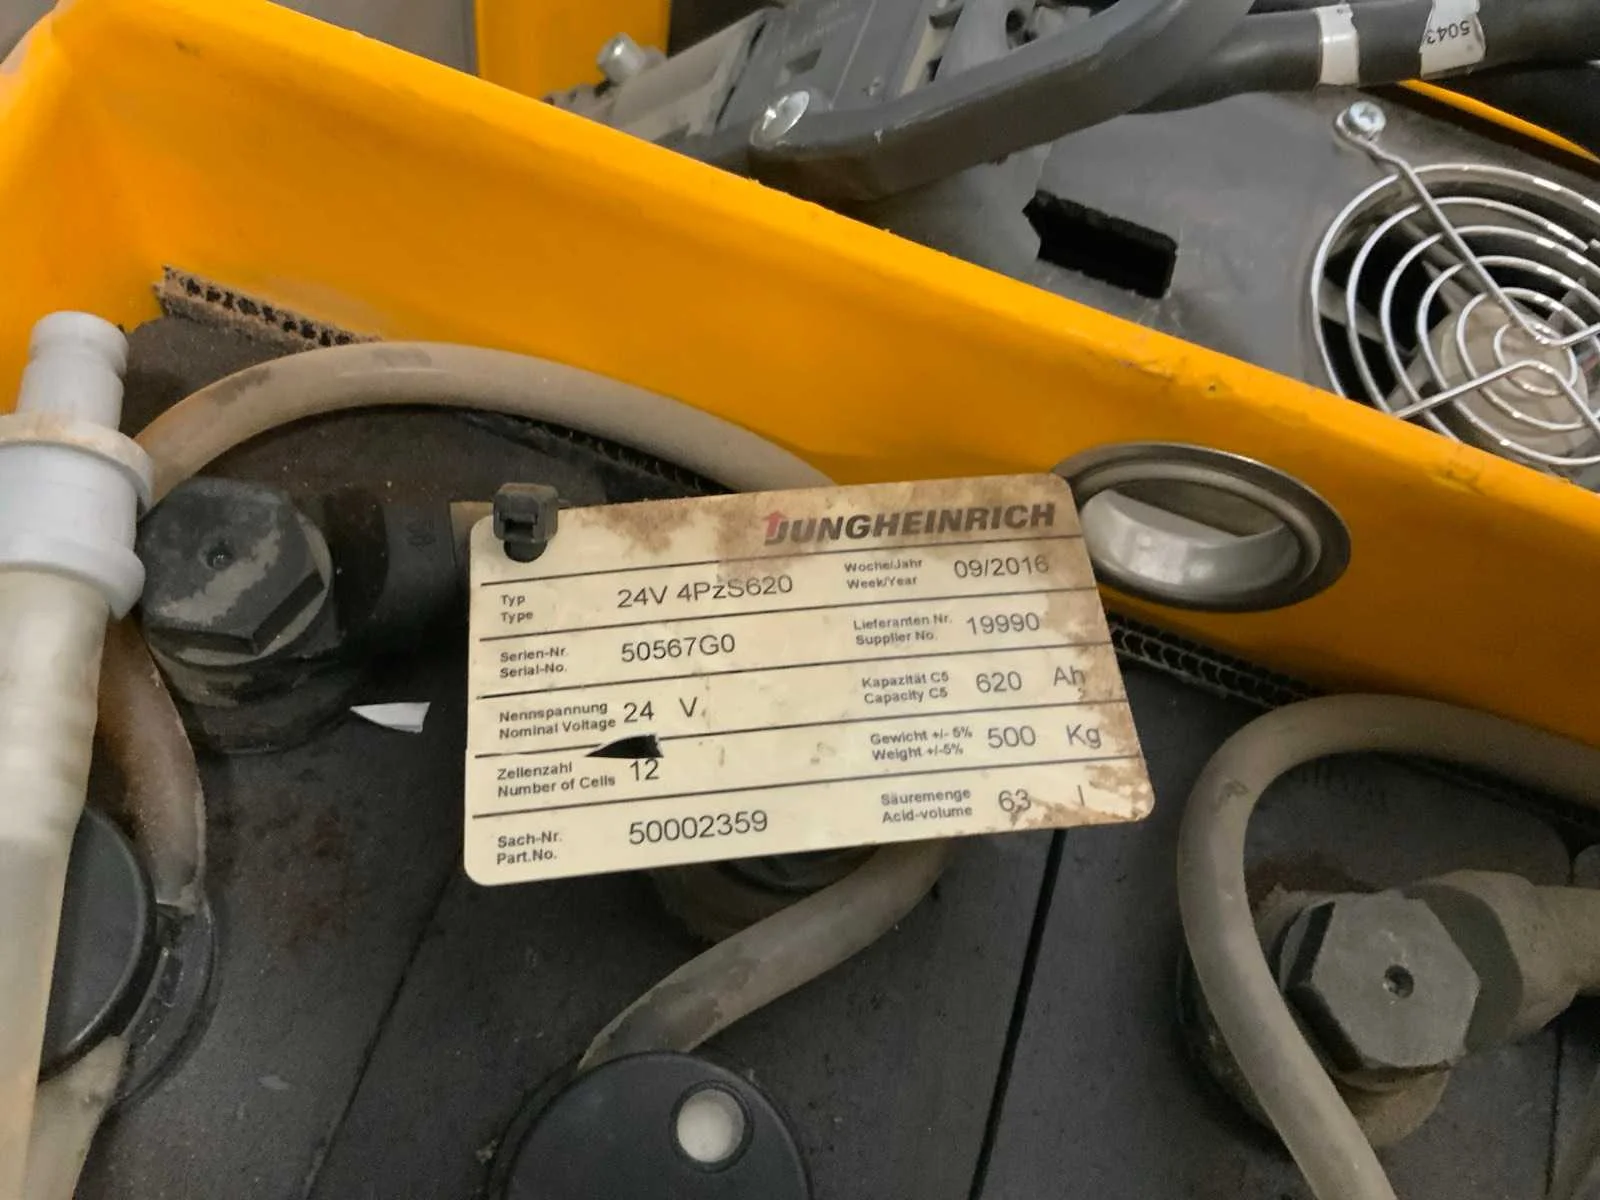 5043
JUNGHEINRICH
Typ
Type
24V 4PzS620
Woche/Jahr
Week/Year
09/2016
Serien-Nr.
Serial-No.
50567G0
Lieferanten Nr.
Supplier No.
19990
Nennspannung
Nominal Voltage
24 V
Kapazität C5
Capacity C5
620 Ah
Zellenzahl
Number of Cells
12
Gewicht +/- 5%
Weight +/-5%
500 Kg
Sach-Nr.
Part.No.
50002359
Säuremenge
Acid-volume
63 l